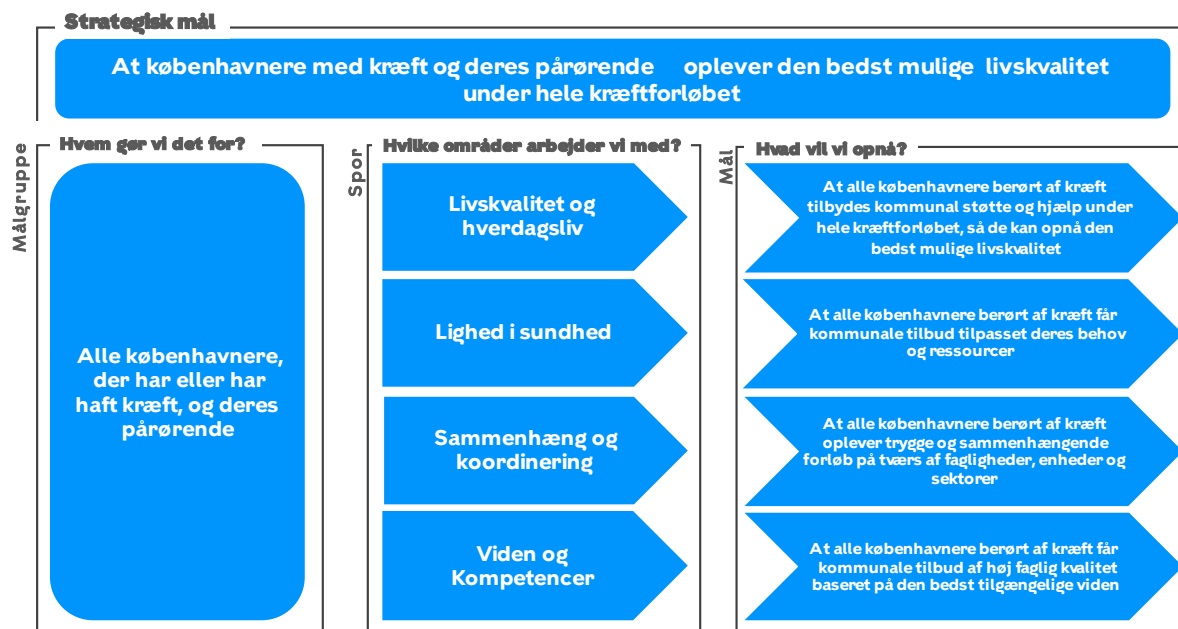 Strategisk mål
At københavnere med kræft og deres pårørende oplever den bedst mulige livskvalitet
under hele kræftforløbet
Målgruppe
Hvem gør vi det for?
Alle københavnere,
der har eller har
haft kræft, og deres
pårørende
Spor
Hvilke områder arbejder vi med?
Livskvalitet og
hverdagsliv
Lighed i sundhed
Sammenhæng og
koordinering
Viden og
Kompetencer
Mål
Hvad vil vi opnå?
At alle københavnere berørt af kræft
tilbydes kommunal støtte og hjælp under
hele kræftforløbet, så de kan opnå den
bedst mulige livskvalitet
At alle københavnere berørt af kræft får
kommunale tilbud tilpasset deres behov
og ressourcer
At alle københavnere berørt af kræft
oplever trygge og sammenhængende
forløb på tværs af fagligheder, enheder og
sektorer
At alle københavnere berørt af kræft får
kommunale tilbud af høj faglig kvalitet
baseret på den bedst tilgængelige viden